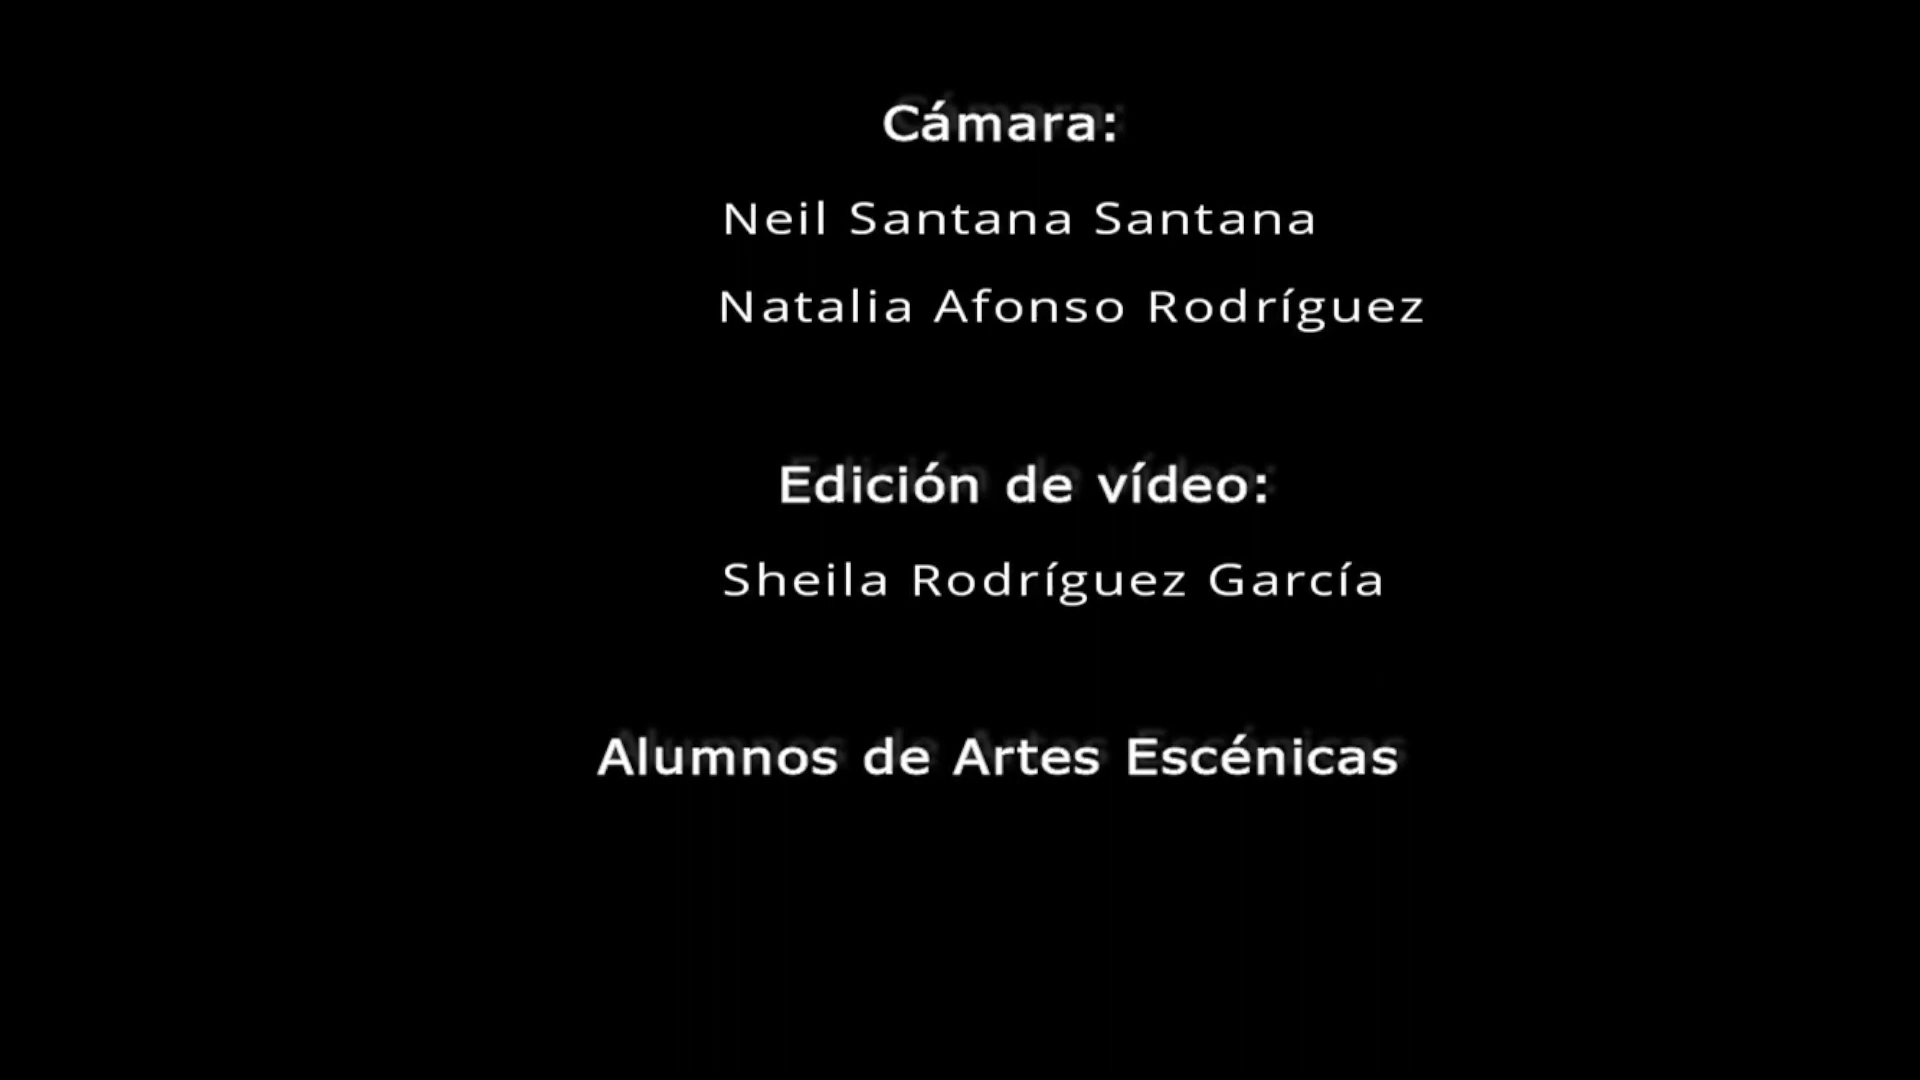 Cámara:
Neil Santana Santana
Natalia Afonso Rodríguez
Edición de vídeo:
Sheila Rodríguez García
Alumnos de Artes Escénicas